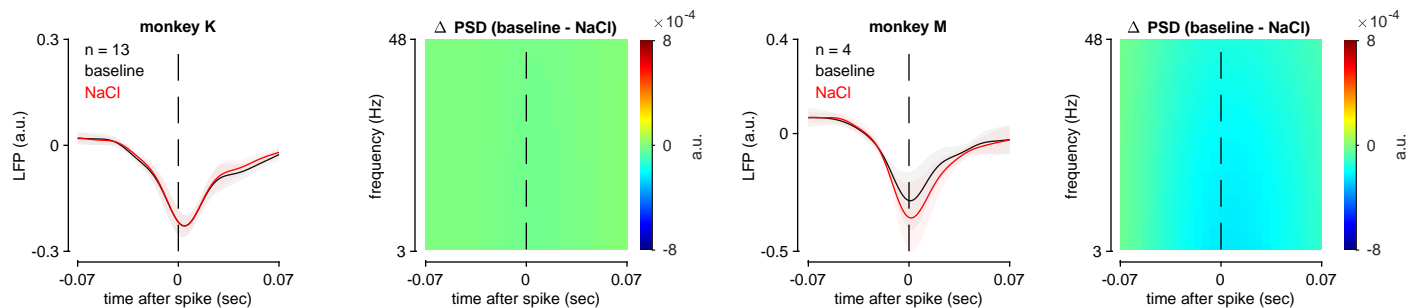 monkey K
0.3
0
-0.3
LFP (a.u.)
n = 13
baseline
NaCl
-0.07
0
0.07
time after spike (sec)
Δ PSD (baseline - NaCl)
48
3
frequency (Hz)
-0.07
0
0.07
time after spike (sec)
×10⁻⁴
8
0
-8
a.u.
monkey M
0.4
0
-0.5
LFP (a.u.)
n = 4
baseline
NaCl
-0.07
0
0.07
time after spike (sec)
Δ PSD (baseline - NaCl)
48
3
frequency (Hz)
-0.07
0
0.07
time after spike (sec)
×10⁻⁴
8
0
-8
a.u.